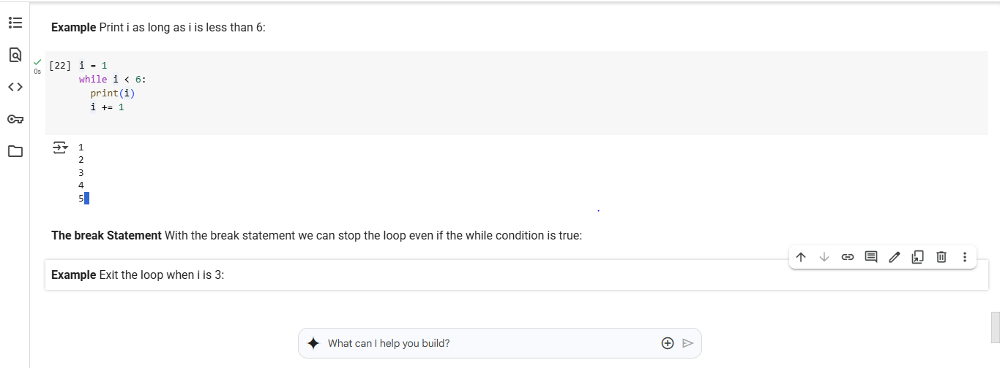 Example Print i as long as i is less than 6:
[22] i = 1
while i < 6:
print(i)
i += 1
0s
1
2
3
4
5
The break Statement With the break statement we can stop the loop even if the while condition is true:
Example Exit the loop when i is 3:
What can I help you build?